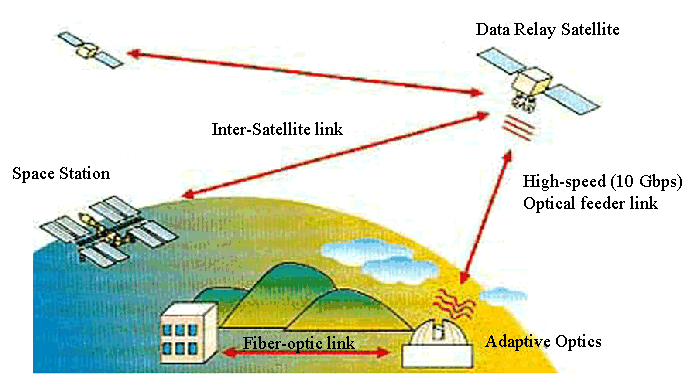 Data Relay Satellite
Inter-Satellite link
Space Station
High-speed (10 Gbps)
Optical feeder link
Fiber-optic link
Adaptive Optics